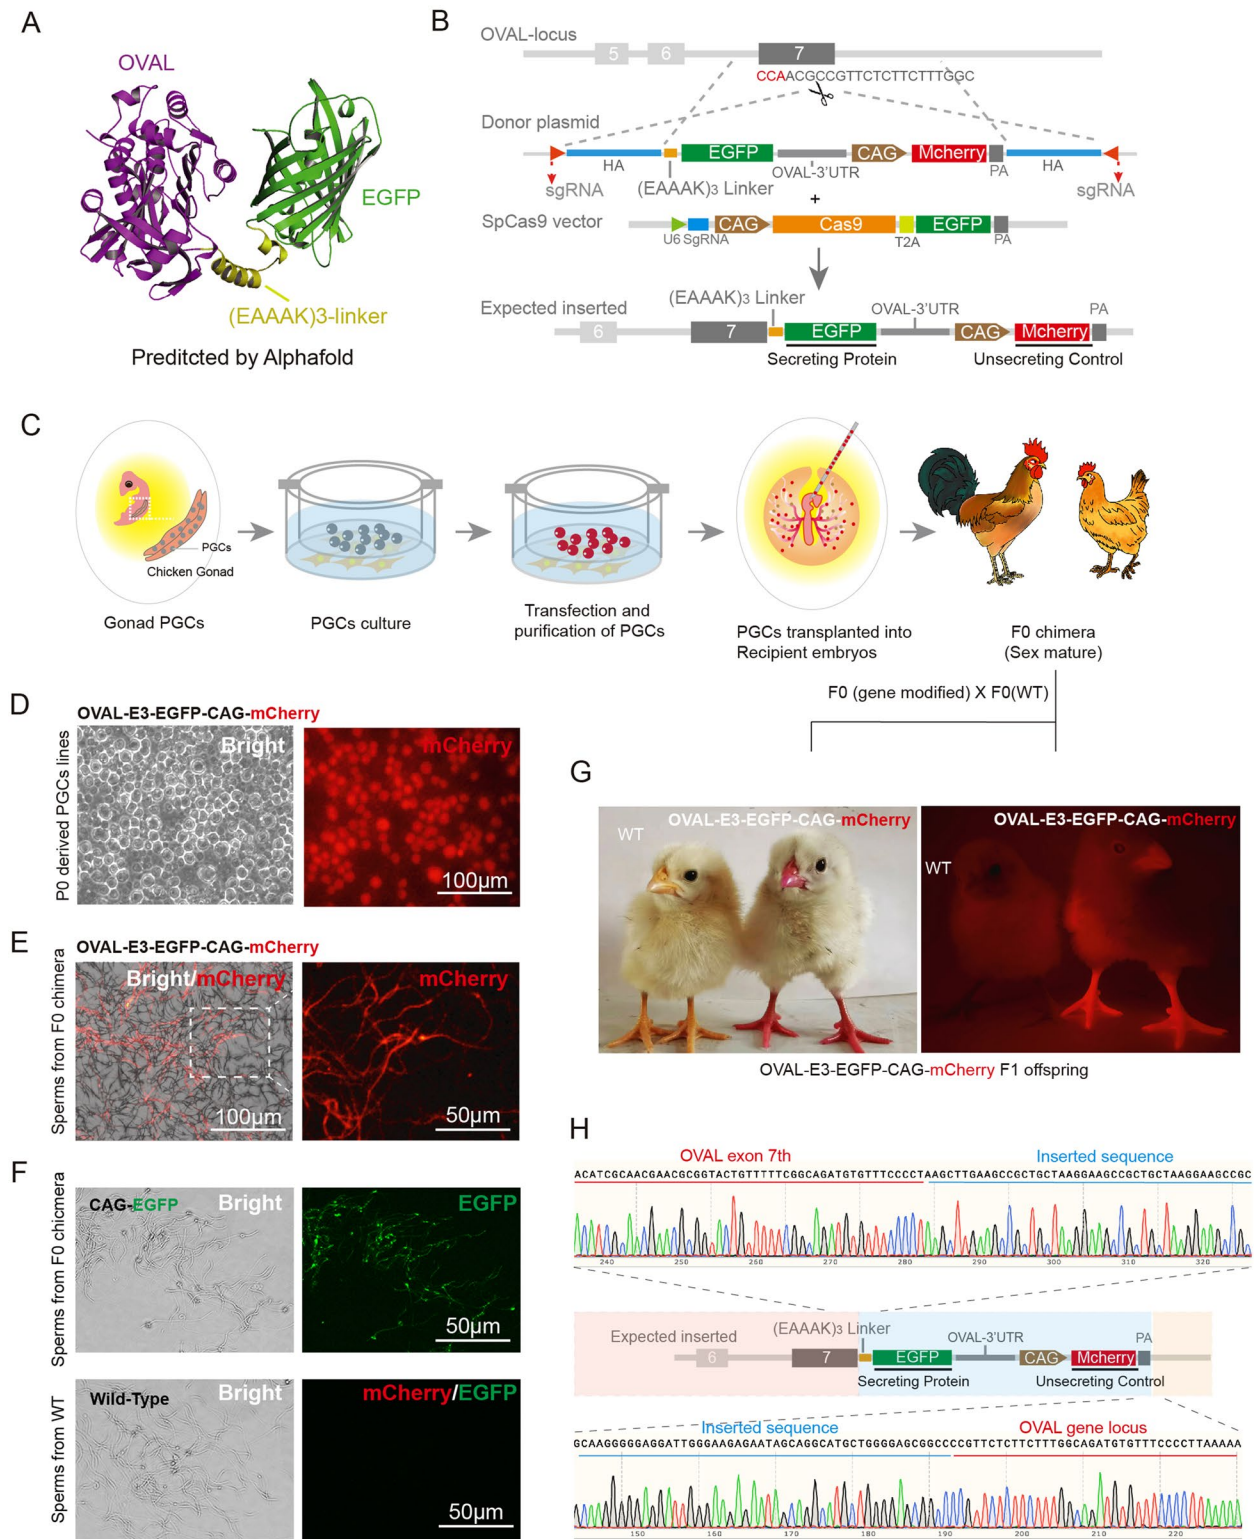 A
OVAL
EGFP
(EAAAK)3-linker
Preditcted by Alphafold
B
OVAL-locus
5 6 7
CCAACGCCGTTCTCTTCTTTGGC
Donor plasmid
HA EGFP CAG Mcherry PA HA
OVAL-3'UTR
sgRNA (EAAAK)3 Linker sgRNA
+
SpCas9 vector
CAG Cas9 EGFP
U6 SgRNA T2A PA
(EAAAK)3 Linker
Expected inserted OVAL-3'UTR PA
6 7 EGFP CAG Mcherry
Secreting Protein Unsecreting Control
C
PGCs
Chicken Gonad
Gonad PGCs
PGCs culture
Transfection and
purification of PGCs
PGCs transplanted into
Recipient embryos
F0 chimera
(Sex mature)
F0 (gene modified) X F0(WT)
D
OVAL-E3-EGFP-CAG-mCherry
P0 derived PGCs lines
Bright
mCherry
100μm
E
OVAL-E3-EGFP-CAG-mCherry
Sperms from F0 chimera
Bright/mCherry
100μm
mCherry
50μm
F
Sperms from F0 chicmera
CAG-EGFP
Bright
EGFP
50μm
Sperms from WT
Wild-Type
Bright
mCherry/EGFP
50μm
G
WT
OVAL-E3-EGFP-CAG-mCherry
WT
OVAL-E3-EGFP-CAG-mCherry
OVAL-E3-EGFP-CAG-mCherry F1 offspring
H
OVAL exon 7th Inserted sequence
ACATCGCAACGAACGCGGTACTGTTTTTCGGCAGATGTGTTTCCCCTAAGCTTGAAGCCGCTGCTAAGGAAGCCGCTGCTAAGGAAGCCGC
240 250 260 270 280 290 300 310 320
(EAAAK)3 Linker
Expected inserted OVAL-3'UTR PA
6 7 EGFP CAG Mcherry
Secreting Protein Unsecreting Control
Inserted sequence OVAL gene locus
GCAAGGGGGAGGATTGGGAAGAGAATAGCAGGCATGCTGGGGAGCGGCCCCGTTCTCTTCTTTGGCAGATGTGTTTCCCCTTAAAAA
150 160 170 180 190 200 210 220